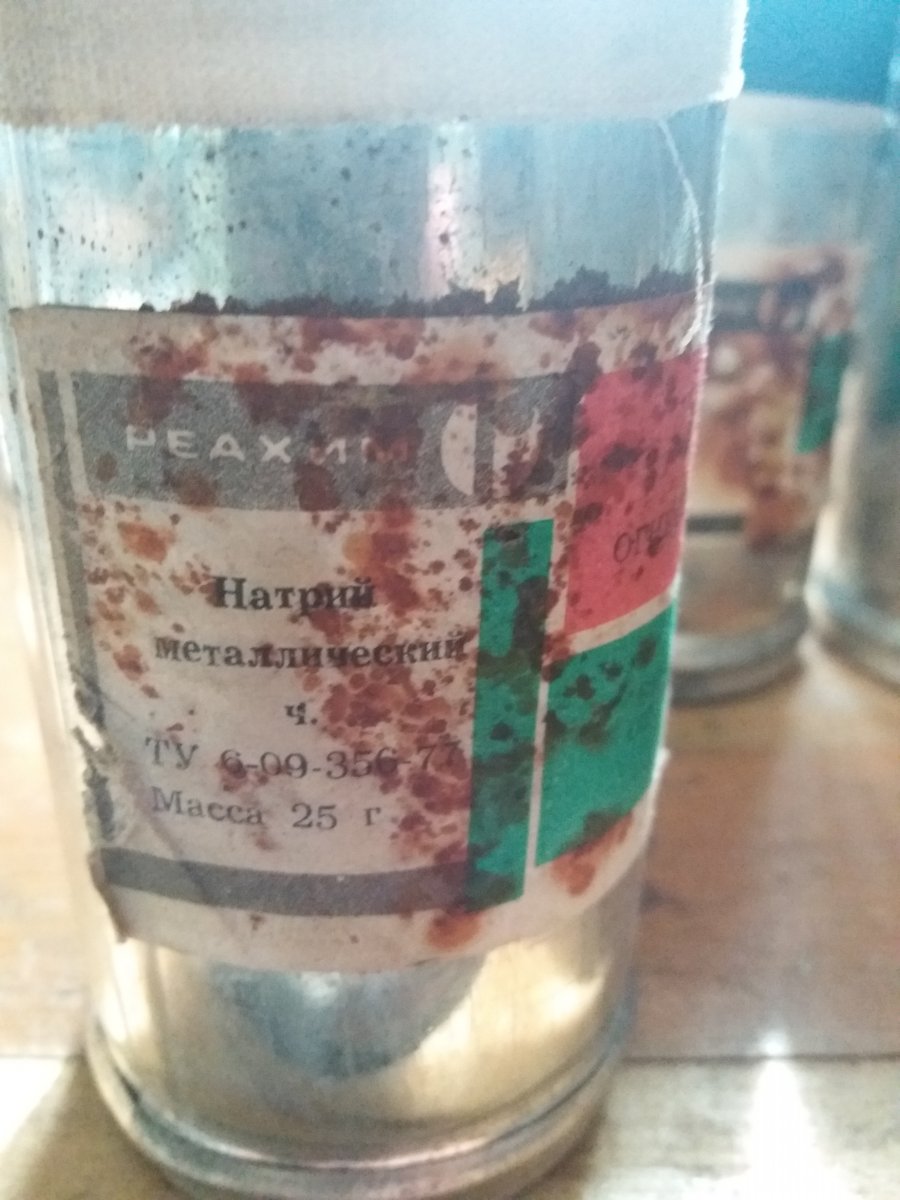 РЕАХИМ
Натрий
металлический
ч.
ТУ 6-09-356-77
Масса 25 г